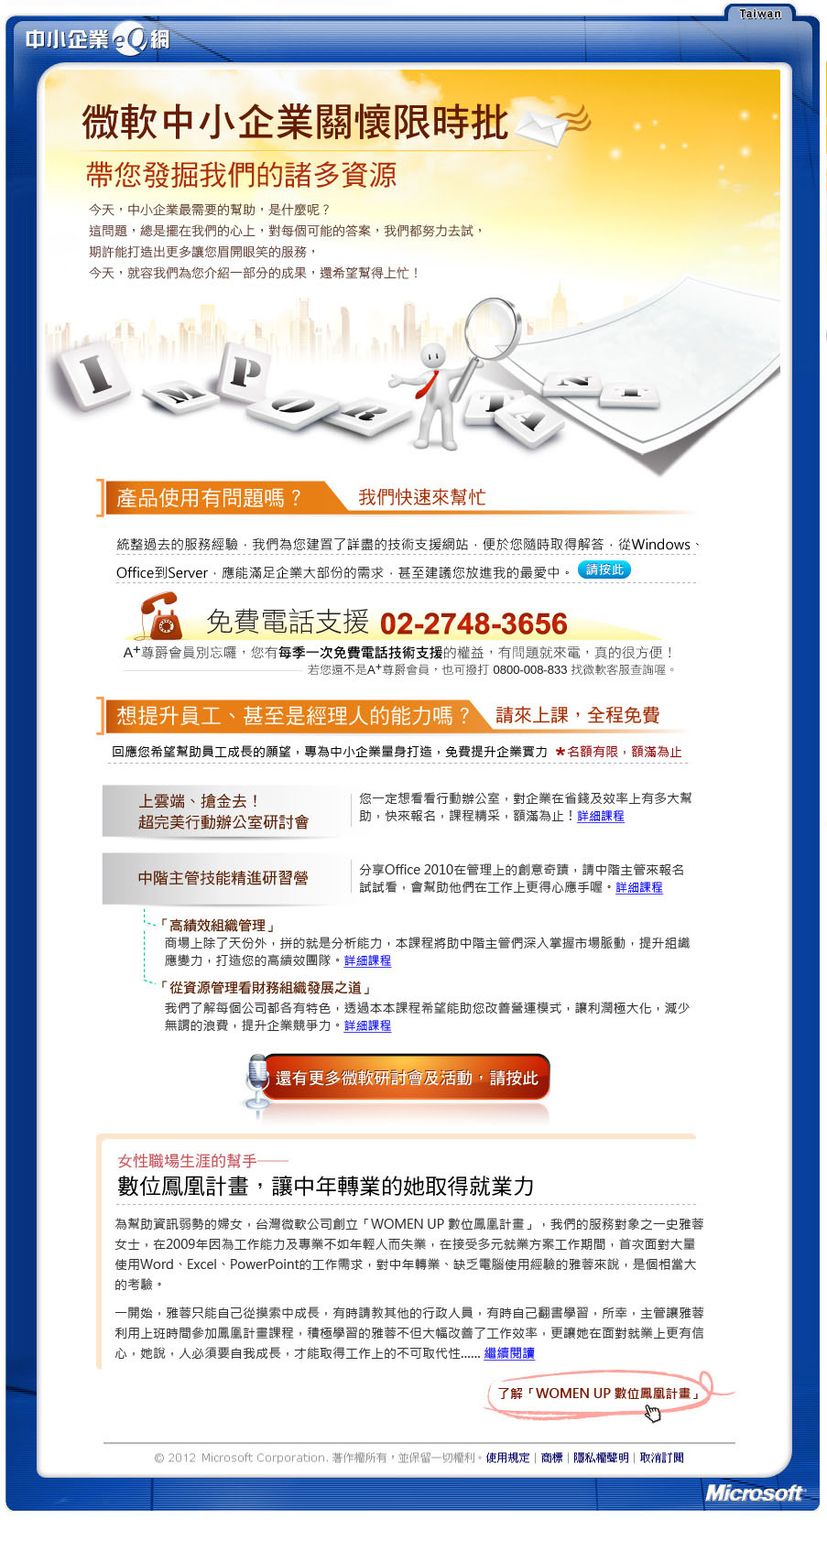 Taiwan
中小企業eQ網
微軟中小企業關懷限時批
帶您發掘我們的諸多資源
今天，中小企業最需要的幫助，是什麼呢？
這問題，總是擺在我們的心上，對每個可能的答案，我們都努力去試，
期許能打造出更多讓您眉開眼笑的服務，
今天，就容我們為您介紹一部分的成果，還希望幫得上忙！
IMPORTANT
產品使用有問題嗎？ 我們快速來幫忙
統整過去的服務經驗，我們為您建置了詳盡的技術支援網站，便於您隨時取得解答，從Windows、
Office到Server，應能滿足企業大部份的需求，甚至建議您放進我的最愛中。 請按此
免費電話支援 02-2748-3656
A+尊爵會員別忘囉，您有每季一次免費電話技術支援的權益，有問題就來電，真的很方便！
若您還不是A+尊爵會員，也可撥打 0800-008-833 找微軟客服查詢喔。
想提升員工、甚至是經理人的能力嗎？ 請來上課，全程免費
回應您希望幫助員工成長的願望，專為中小企業量身打造，免費提升企業實力 *名額有限，額滿為止
上雲端、搶金去！
超完美行動辦公室研討會
您一定想看看行動辦公室，對企業在省錢及效率上有多大幫
助，快來報名，課程精采，額滿為止！詳細課程
中階主管技能精進研習營
分享Office 2010在管理上的創意奇蹟，請中階主管來報名
試試看，會幫助他們在工作上更得心應手喔。詳細課程
「高績效組織管理」
商場上除了天份外，拼的就是分析能力，本課程將助中階主管們深入掌握市場脈動，提升組織
應變力，打造您的高績效團隊。詳細課程
「從資源管理看財務組織發展之道」
我們了解每個公司都各有特色，透過本本課程希望能助您改善營運模式，讓利潤極大化，減少
無謂的浪費，提升企業競爭力。詳細課程
還有更多微軟研討會及活動，請按此
女性職場生涯的幫手——
數位鳳凰計畫，讓中年轉業的她取得就業力
為幫助資訊弱勢的婦女，台灣微軟公司創立「WOMEN UP 數位鳳凰計畫」，我們的服務對象之一史雅蓉
女士，在2009年因為工作能力及專業不如年輕人而失業，在接受多元就業方案工作期間，首次面對大量
使用Word、Excel、PowerPoint的工作需求，對中年轉業、缺乏電腦使用經驗的雅蓉來說，是個相當大
的考驗。
一開始，雅蓉只能自己從摸索中成長，有時請教其他的行政人員，有時自己翻書學習，所幸，主管讓雅蓉
利用上班時間參加鳳凰計畫課程，積極學習的雅蓉不但大幅改善了工作效率，更讓她在面對就業上更有信
心，她說，人必須要自我成長，才能取得工作上的不可取代性...... 繼續閱讀
了解「WOMEN UP 數位鳳凰計畫」
© 2012 Microsoft Corporation. 著作權所有，並保留一切權利。使用規定 | 商標 | 隱私權聲明 | 取消訂閱
Microsoft